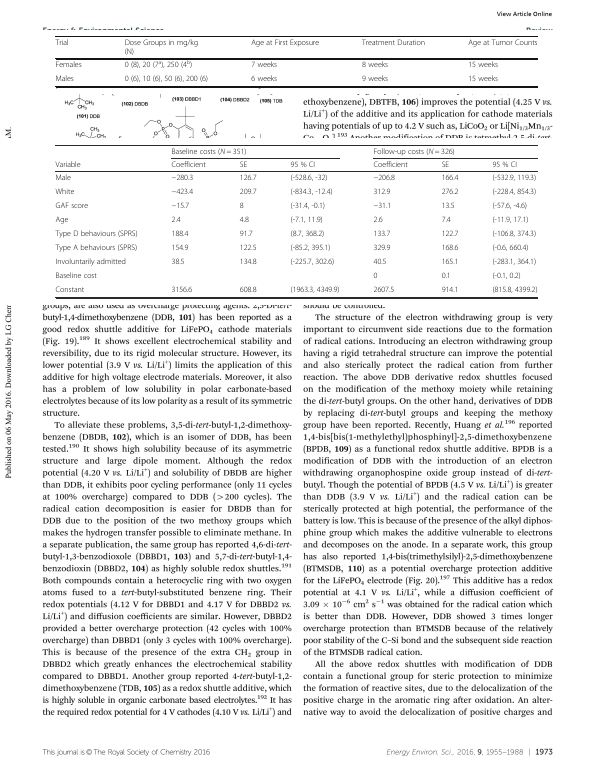 View Article Online
Trial Dose Groups in mg/kg (N) Age at First Exposure Treatment Duration Age at Tumor Counts
Females 0 (8), 20 (7ᵃ), 250 (4ᵇ) 7 weeks 8 weeks 15 weeks
Males 0 (6), 10 (6), 50 (6), 200 (6) 6 weeks 9 weeks 15 weeks
(101) DDB
(102) DBDB
(103) DBBD1
(104) DBBD2
(105) TDB
ethoxybenzene), DBTFB, 106) improves the potential (4.25 V vs.
Li/Li⁺) of the additive and its application for cathode materials
having potentials of up to 4.2 V such as, LiCoO₂ or Li[Ni₁/₃Mn₁/₃-
Baseline costs (N = 351) Follow-up costs (N = 326)
Variable Coefficient SE 95 % CI Coefficient SE 95 % CI
Male −280.3 126.7 (-528.6, -32) −206.8 166.4 (-532.9, 119.3)
White −423.4 209.7 (-834.3, -12.4) 312.9 276.2 (-228.4, 854.3)
GAF score −15.7 8 (-31.4, -0.1) −31.1 13.5 (-57.6, -4.6)
Age 2.4 4.8 (-7.1, 11.9) 2.6 7.4 (-11.9, 17.1)
Type D behaviours (SPRS) 188.4 91.7 (8.7, 368.2) 133.7 122.7 (-106.8, 374.3)
Type A behaviours (SPRS) 154.9 122.5 (-85.2, 395.1) 329.9 168.6 (-0.6, 660.4)
Involuntarily admitted 38.5 134.8 (-225.7, 302.6) 40.5 165.1 (-283.1, 364.1)
Baseline cost 0 0.1 (-0.1, 0.2)
Constant 3156.6 608.8 (1963.3, 4349.9) 2607.5 914.1 (815.8, 4399.2)
groups, are also used as overcharge protecting agents. 2,5-Di-tert-
butyl-1,4-dimethoxybenzene (DDB, 101) has been reported as a
good redox shuttle additive for LiFePO₄ cathode materials
(Fig. 19).¹⁸⁹ It shows excellent electrochemical stability and
reversibility, due to its rigid molecular structure. However, its
lower potential (3.9 V vs. Li/Li⁺) limits the application of this
additive for high voltage electrode materials. Moreover, it also
has a problem of low solubility in polar carbonate-based
electrolytes because of its low polarity as a result of its symmetric
structure.
To alleviate these problems, 3,5-di-tert-butyl-1,2-dimethoxy-
benzene (DBDB, 102), which is an isomer of DDB, has been
tested.¹⁹⁰ It shows high solubility because of its asymmetric
structure and large dipole moment. Although the redox
potential (4.20 V vs. Li/Li⁺) and solubility of DBDB are higher
than DDB, it exhibits poor cycling performance (only 11 cycles
at 100% overcharge) compared to DDB (>200 cycles). The
radical cation decomposition is easier for DBDB than for
DDB due to the position of the two methoxy groups which
makes the hydrogen transfer possible to eliminate methane. In
a separate publication, the same group has reported 4,6-di-tert-
butyl-1,3-benzodioxole (DBBD1, 103) and 5,7-di-tert-butyl-1,4-
benzodioxin (DBBD2, 104) as highly soluble redox shuttles.¹⁹¹
Both compounds contain a heterocyclic ring with two oxygen
atoms fused to a tert-butyl-substituted benzene ring. Their
redox potentials (4.12 V for DBBD1 and 4.17 V for DBBD2 vs.
Li/Li⁺) and diffusion coefficients are similar. However, DBBD2
provided a better overcharge protection (42 cycles with 100%
overcharge) than DBBD1 (only 3 cycles with 100% overcharge).
This is because of the presence of the extra CH₂ group in
DBBD2 which greatly enhances the electrochemical stability
compared to DBBD1. Another group reported 4-tert-butyl-1,2-
dimethoxybenzene (TDB, 105) as a redox shuttle additive, which
is highly soluble in organic carbonate based electrolytes.¹⁹² It has
the required redox potential for 4 V cathodes (4.10 V vs. Li/Li⁺) and
should be controlled.
The structure of the electron withdrawing group is very
important to circumvent side reactions due to the formation
of radical cations. Introducing an electron withdrawing group
having a rigid tetrahedral structure can improve the potential
and also sterically protect the radical cation from further
reaction. The above DDB derivative redox shuttles focused
on the modification of the methoxy moiety while retaining
the di-tert-butyl groups. On the other hand, derivatives of DDB
by replacing di-tert-butyl groups and keeping the methoxy
group have been reported. Recently, Huang et al.¹⁹⁶ reported
1,4-bis[bis(1-methylethyl)phosphinyl]-2,5-dimethoxybenzene
(BPDB, 109) as a functional redox shuttle additive. BPDB is a
modification of DDB with the introduction of an electron
withdrawing organophosphine oxide group instead of di-tert-
butyl. Though the potential of BPDB (4.5 V vs. Li/Li⁺) is greater
than DDB (3.9 V vs. Li/Li⁺) and the radical cation can be
sterically protected at high potential, the performance of the
battery is low. This is because of the presence of the alkyl diphos-
phine group which makes the additive vulnerable to electrons
and decomposes on the anode. In a separate work, this group
has also reported 1,4-bis(trimethylsilyl)-2,5-dimethoxybenzene
(BTMSDB, 110) as a potential overcharge protection additive
for the LiFePO₄ electrode (Fig. 20).¹⁹⁷ This additive has a redox
potential at 4.1 V vs. Li/Li⁺, while a diffusion coefficient of
3.09 × 10⁻⁶ cm² s⁻¹ was obtained for the radical cation which
is better than DDB. However, DDB showed 3 times longer
overcharge protection than BTMSDB because of the relatively
poor stability of the C–Si bond and the subsequent side reaction
of the BTMSDB radical cation.
All the above redox shuttles with modification of DDB
contain a functional group for steric protection to minimize
the formation of reactive sites, due to the delocalization of the
positive charge in the aromatic ring after oxidation. An alter-
native way to avoid the delocalization of positive charges and
Published on 06 May 2016. Downloaded by LG Chem
This journal is © The Royal Society of Chemistry 2016
Energy Environ. Sci., 2016, 9, 1955–1988 | 1973